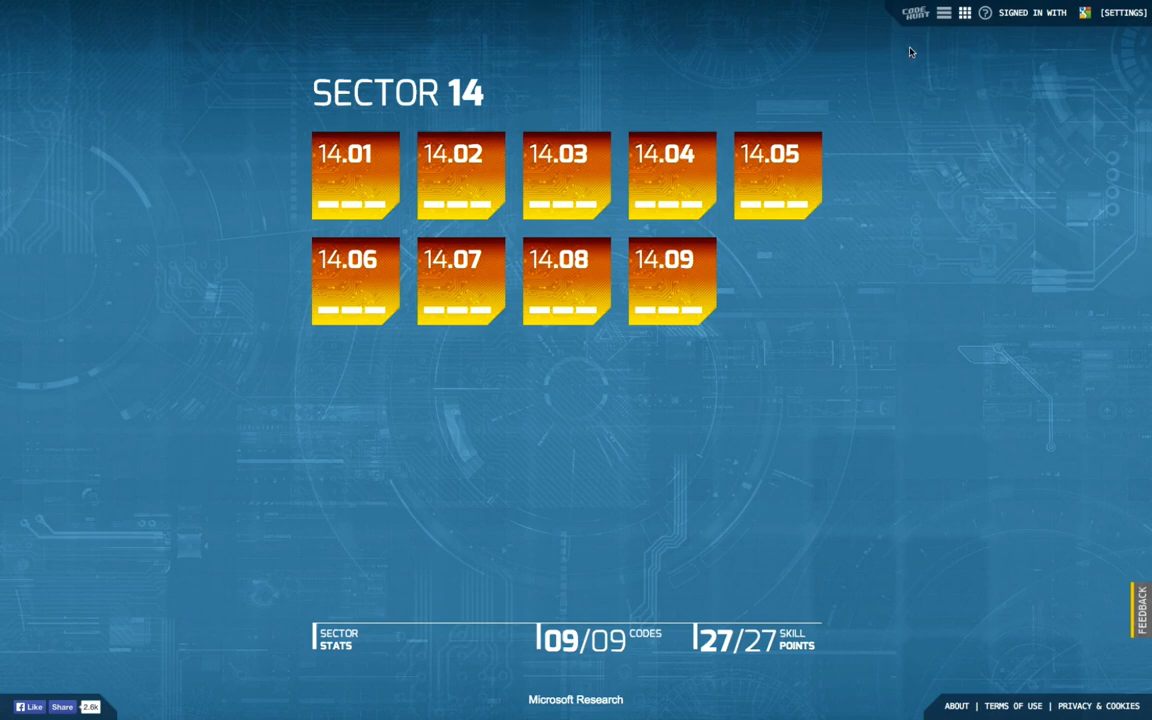 CODE HUNT SIGNED IN WITH [SETTINGS]
SECTOR 14
14.01 14.02 14.03 14.04 14.05
14.06 14.07 14.08 14.09
FEEDBACK
SECTOR STATS 09/09 CODES 27/27 SKILL POINTS
Microsoft Research
Like Share 2.6k ABOUT | TERMS OF USE | PRIVACY & COOKIES